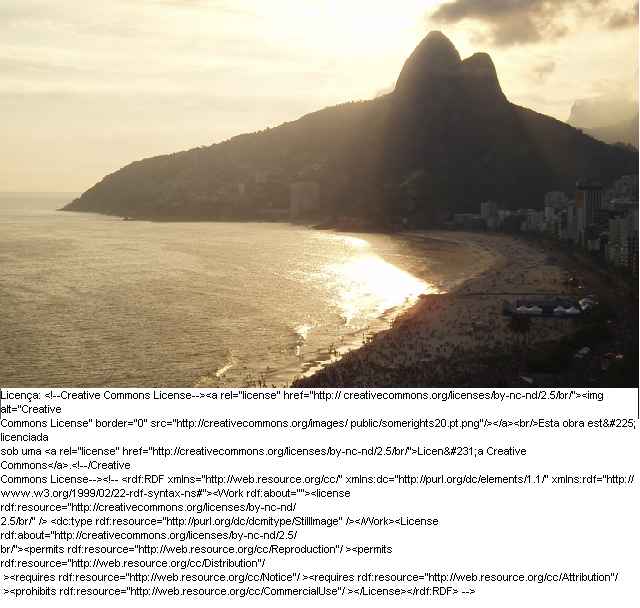 Licença: <!--Creative Commons License--><a rel="license" href="http:// creativecommons.org/licenses/by-nc-nd/2.5/br/"><img
alt="Creative
Commons License" border="0" src="http://creativecommons.org/images/ public/somerights20.pt.png"/></a><br/>Esta obra est&#225;
licenciada
sob uma <a rel="license" href="http://creativecommons.org/licenses/by-nc-nd/2.5/br/">Licen&#231;a Creative
Commons</a>.<!--/Creative
Commons License--><!-- <rdf:RDF xmlns="http://web.resource.org/cc/" xmlns:dc="http://purl.org/dc/elements/1.1/" xmlns:rdf="http://
www.w3.org/1999/02/22-rdf-syntax-ns#"><Work rdf:about=""><license
rdf:resource="http://creativecommons.org/licenses/by-nc-nd/
2.5/br/" /> <dc:type rdf:resource="http://purl.org/dc/dcmitype/StillImage" /></Work><License
rdf:about="http://creativecommons.org/licenses/by-nc-nd/2.5/
br/"><permits rdf:resource="http://web.resource.org/cc/Reproduction"/ ><permits
rdf:resource="http://web.resource.org/cc/Distribution"/
><requires rdf:resource="http://web.resource.org/cc/Notice"/ ><requires rdf:resource="http://web.resource.org/cc/Attribution"/
><prohibits rdf:resource="http://web.resource.org/cc/CommercialUse"/ ></License></rdf:RDF> -->